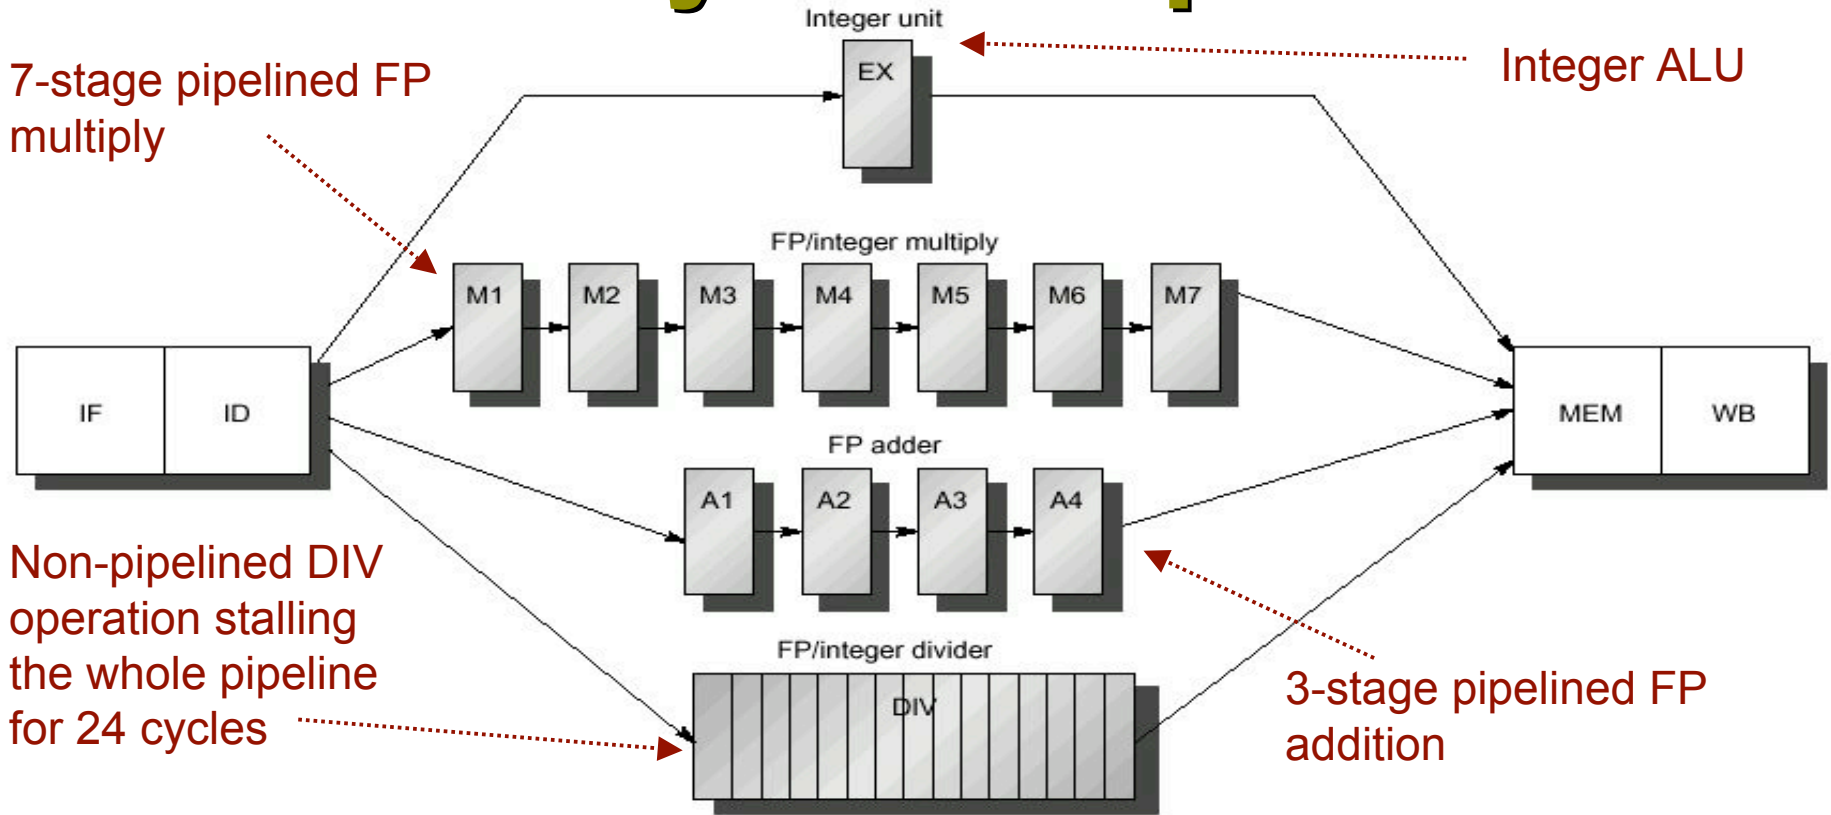 Integer unit
Integer ALU
7-stage pipelined FP
multiply
EX
FP/integer multiply
M1 M2 M3 M4 M5 M6 M7
IF ID
MEM WB
FP adder
A1 A2 A3 A4
Non-pipelined DIV
operation stalling
the whole pipeline
for 24 cycles
FP/integer divider
DIV
3-stage pipelined FP
addition